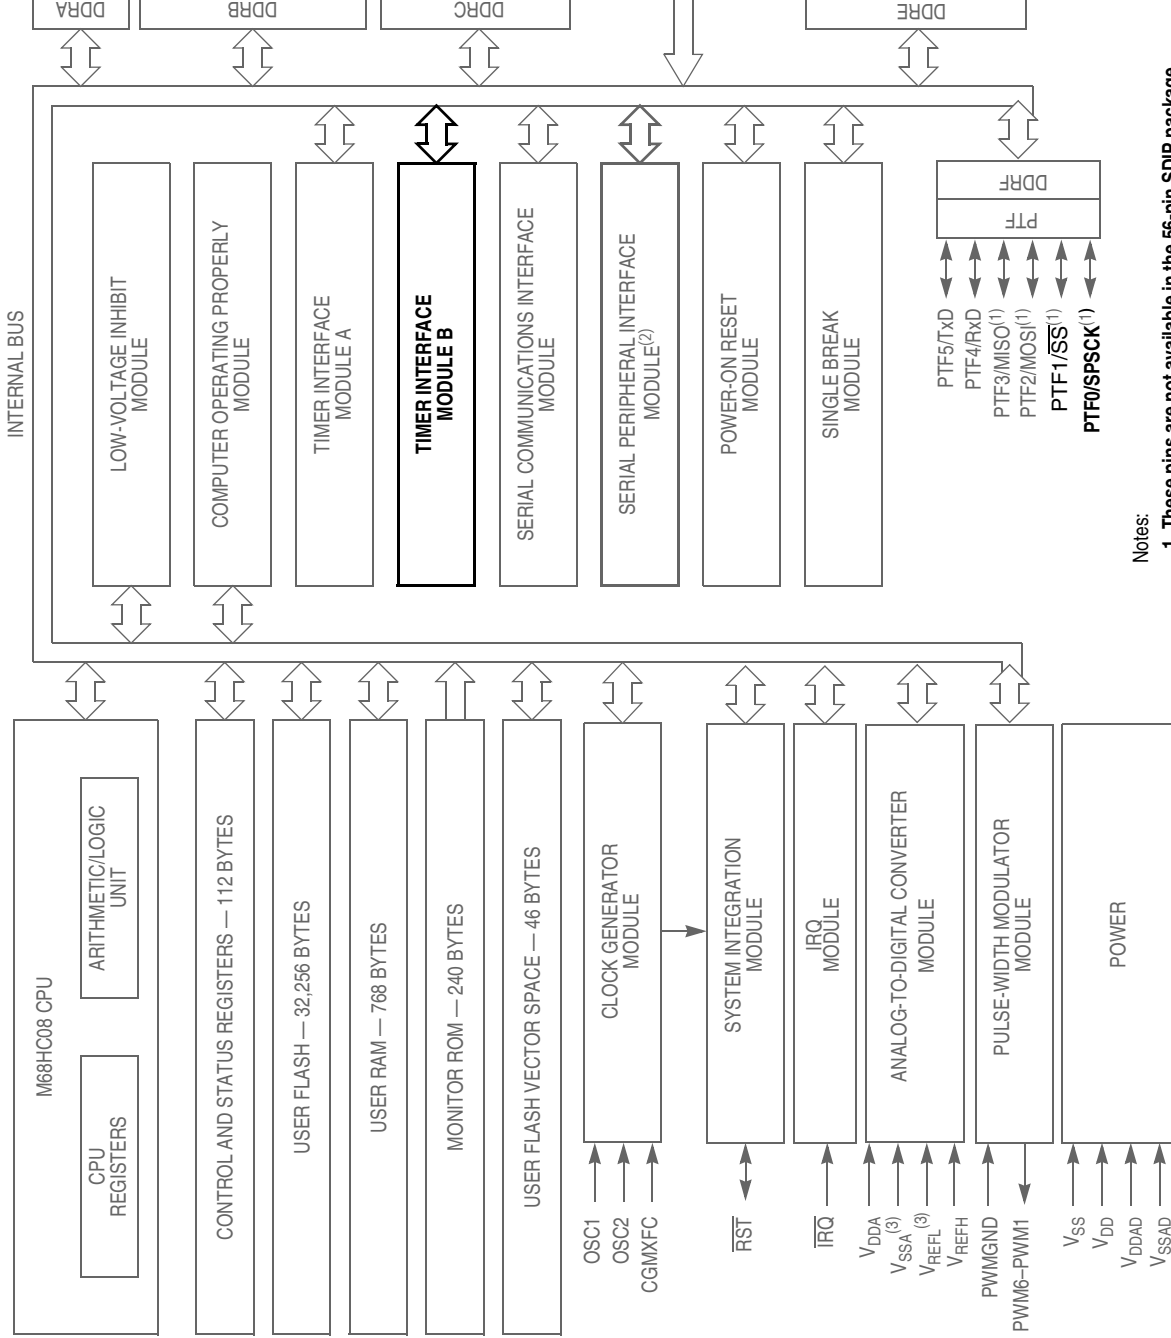 INTERNAL BUS
M68HC08 CPU
CPU
REGISTERS
ARITHMETIC/LOGIC
UNIT
CONTROL AND STATUS REGISTERS — 112 BYTES
USER FLASH — 32,256 BYTES
USER RAM — 768 BYTES
MONITOR ROM — 240 BYTES
USER FLASH VECTOR SPACE — 46 BYTES
OSC1
OSC2
CGMXFC
CLOCK GENERATOR
MODULE
RST
SYSTEM INTEGRATION
MODULE
IRQ
IRQ
MODULE
VDDA
VSSA(3)
VREFL(3)
VREFH
ANALOG-TO-DIGITAL CONVERTER
MODULE
PWMGND
PWM6–PWM1
PULSE-WIDTH MODULATOR
MODULE
VSS
VDD
VDDAD
VSSAD
POWER
LOW-VOLTAGE INHIBIT
MODULE
COMPUTER OPERATING PROPERLY
MODULE
TIMER INTERFACE
MODULE A
TIMER INTERFACE
MODULE B
SERIAL COMMUNICATIONS INTERFACE
MODULE
SERIAL PERIPHERAL INTERFACE
MODULE(2)
POWER-ON RESET
MODULE
SINGLE BREAK
MODULE
DDRA
DDRB
DDRC
DDRE
DDRF
PTF
PTF5/TxD
PTF4/RxD
PTF3/MISO(1)
PTF2/MOSI(1)
PTF1/SS(1)
PTF0/SPSCK(1)
Notes:
1. These pins are not available in the 56-pin SDIP package